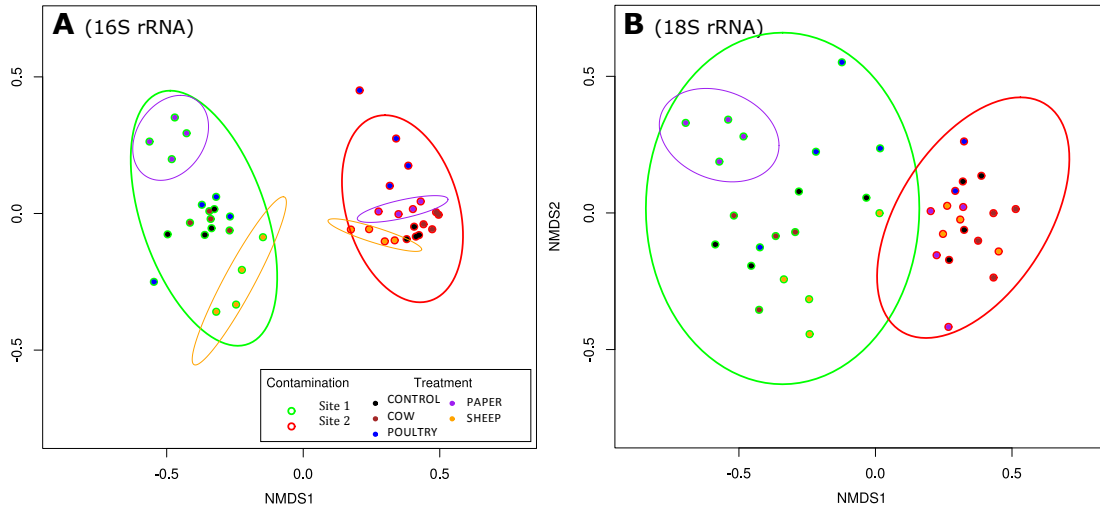 A (16S rRNA)
0.5
0.0
-0.5
-0.5
0.0
0.5
NMDS1
Contamination
Site 1
Site 2
Treatment
CONTROL
COW
POULTRY
PAPER
SHEEP
B (18S rRNA)
NMDS2
0.5
0.0
-0.5
-0.5
0.0
0.5
NMDS1